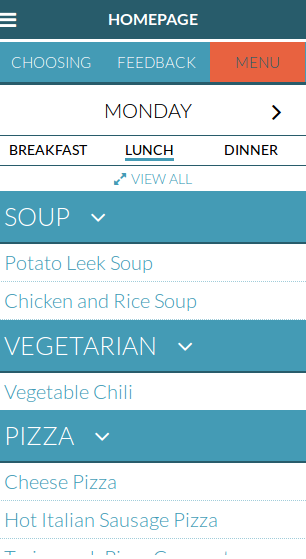 HOMEPAGE
CHOOSING FEEDBACK MENU
MONDAY
BREAKFAST LUNCH DINNER
VIEW ALL
SOUP
Potato Leek Soup
Chicken and Rice Soup
VEGETARIAN
Vegetable Chili
PIZZA
Cheese Pizza
Hot Italian Sausage Pizza